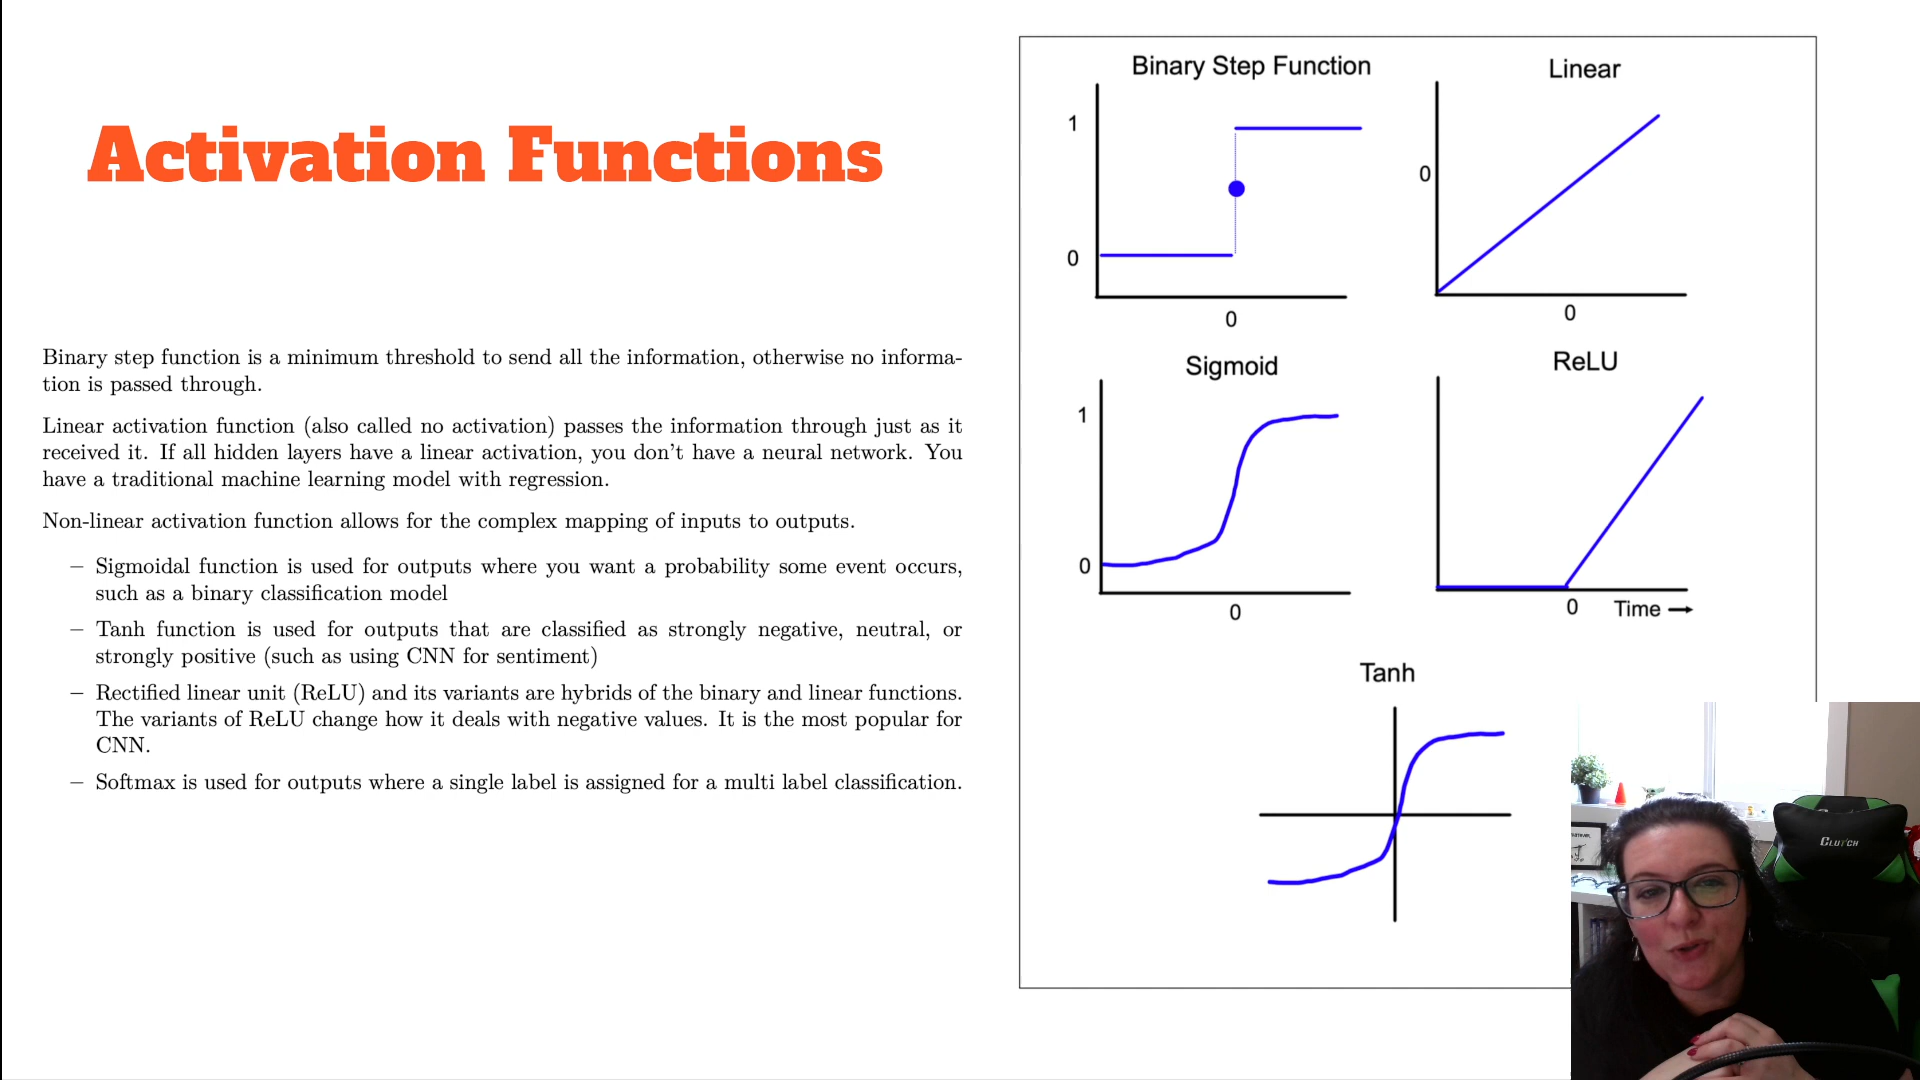 Activation Functions
Binary step function is a minimum threshold to send all the information, otherwise no informa-
tion is passed through.
Linear activation function (also called no activation) passes the information through just as it
received it. If all hidden layers have a linear activation, you don't have a neural network. You
have a traditional machine learning model with regression.
Non-linear activation function allows for the complex mapping of inputs to outputs.
– Sigmoidal function is used for outputs where you want a probability some event occurs,
such as a binary classification model
– Tanh function is used for outputs that are classified as strongly negative, neutral, or
strongly positive (such as using CNN for sentiment)
– Rectified linear unit (ReLU) and its variants are hybrids of the binary and linear functions.
The variants of ReLU change how it deals with negative values. It is the most popular for
CNN.
– Softmax is used for outputs where a single label is assigned for a multi label classification.
Binary Step Function
1
0
0
Linear
0
0
Sigmoid
1
0
0
ReLU
0 Time →
Tanh
CLUTCH